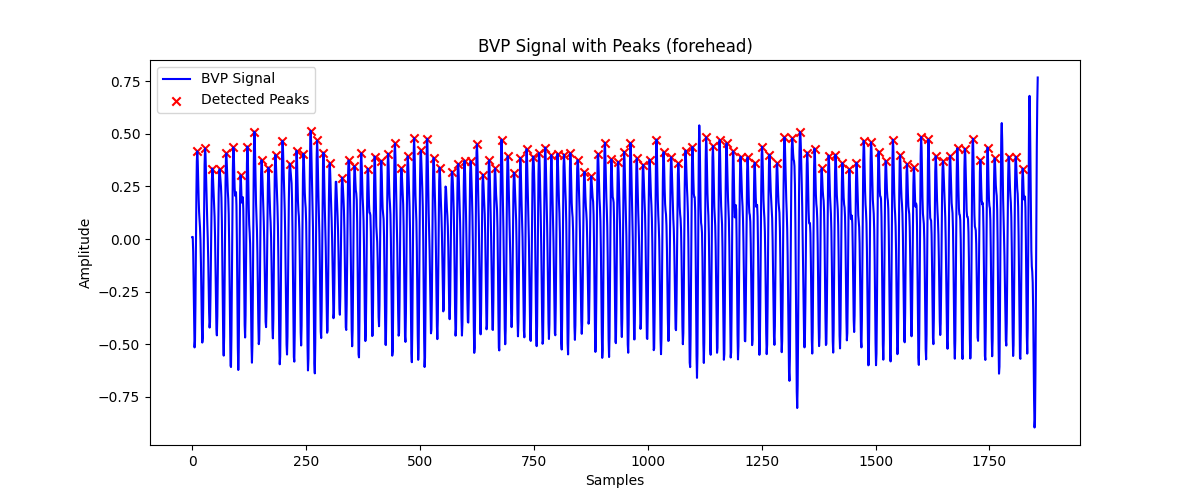 BVP Signal with Peaks (forehead)
BVP Signal
Detected Peaks
Amplitude
0.75
0.50
0.25
0.00
−0.25
−0.50
−0.75
0 250 500 750 1000 1250 1500 1750
Samples